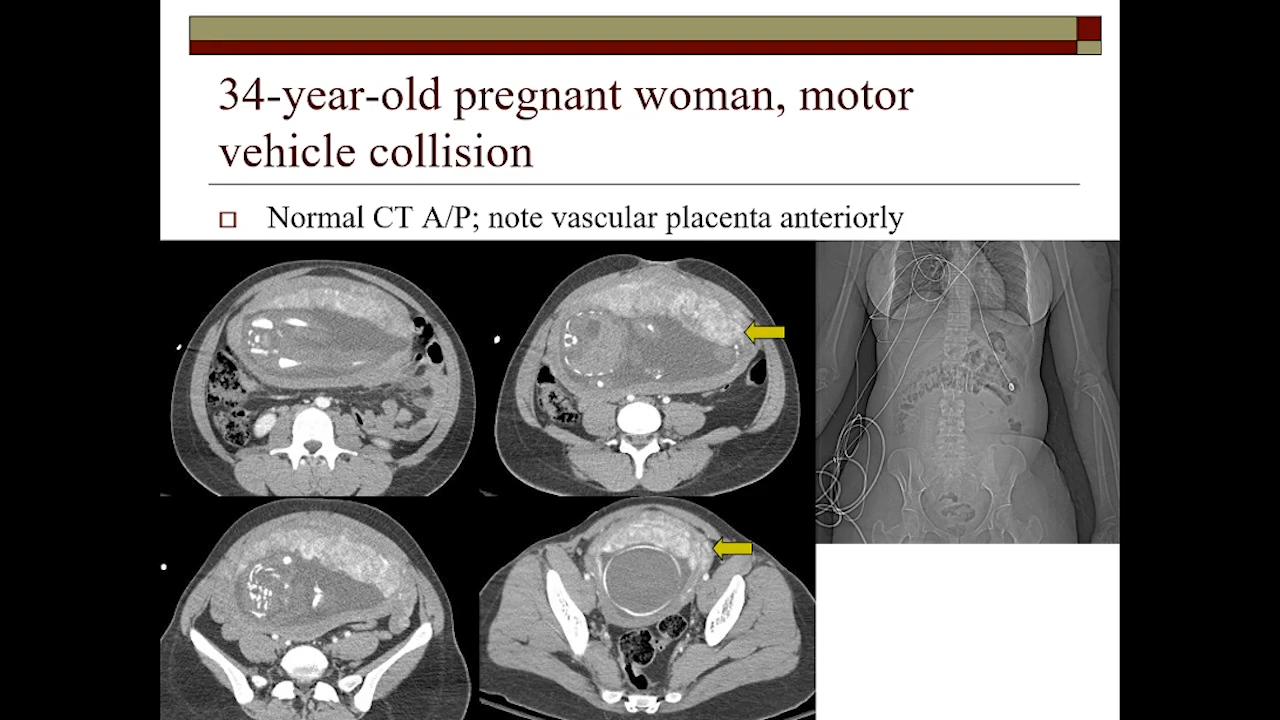 34-year-old pregnant woman, motor
vehicle collision
Normal CT A/P; note vascular placenta anteriorly